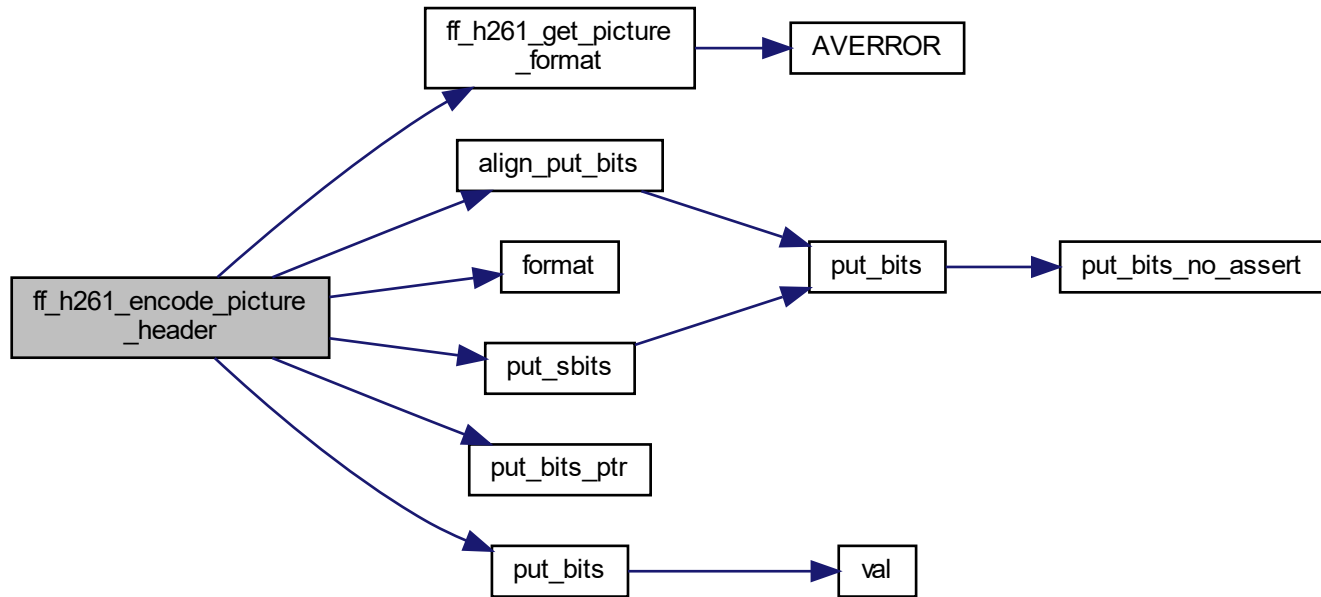 ff_h261_get_picture
_format
AVERROR
align_put_bits
format
put_bits
put_bits_no_assert
ff_h261_encode_picture
_header
put_sbits
put_bits_ptr
put_bits
val